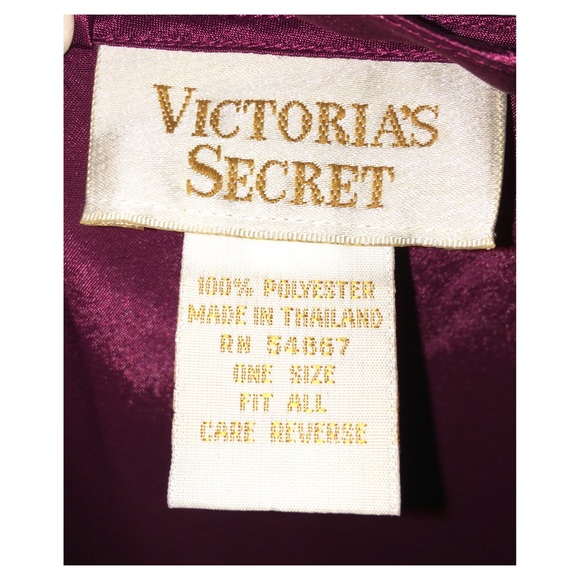 VICTORIA'S
SECRET
100% POLYESTER
MADE IN THAILAND
RN 54867
ONE SIZE
FIT ALL
CARE REVERSE